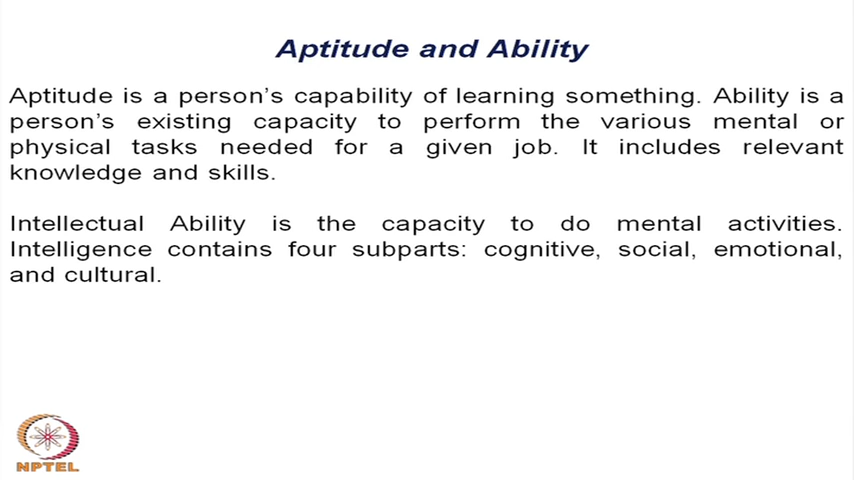 Aptitude and Ability
Aptitude is a person's capability of learning something. Ability is a
person's existing capacity to perform the various mental or
physical tasks needed for a given job. It includes relevant
knowledge and skills.
Intellectual Ability is the capacity to do mental activities.
Intelligence contains four subparts: cognitive, social, emotional,
and cultural.
NPTEL